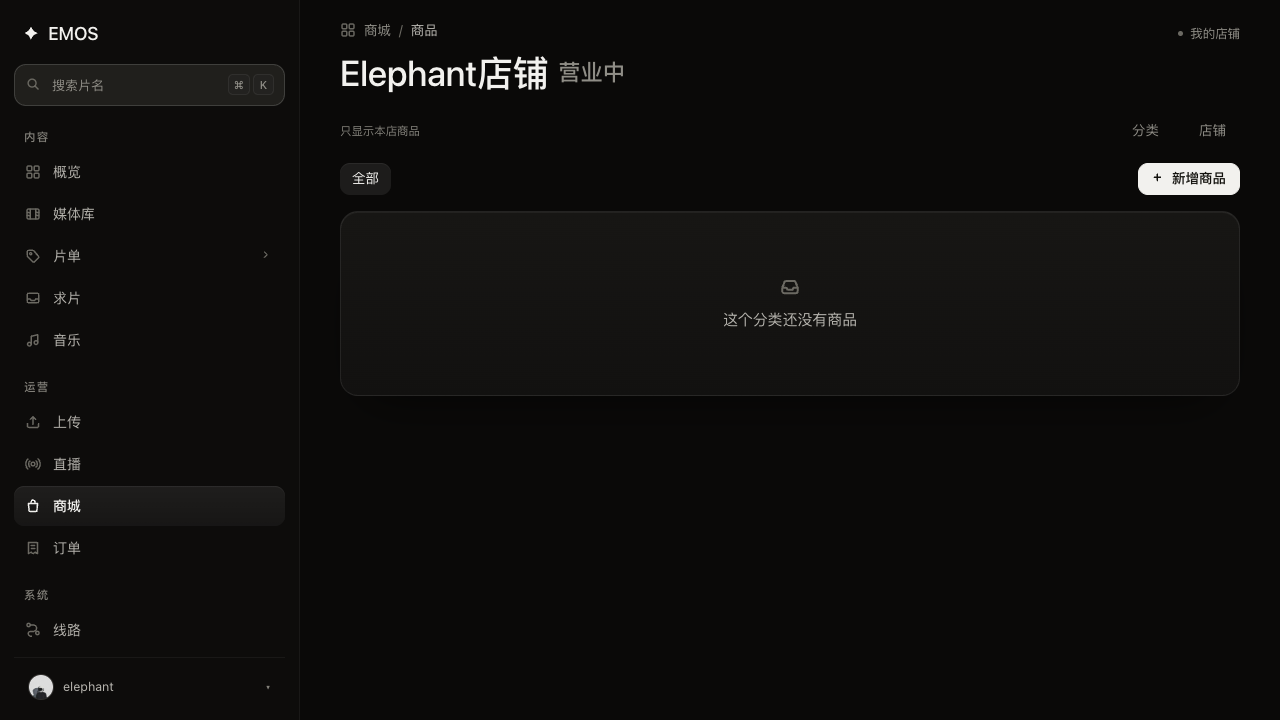 EMOS
搜索片名 ⌘ K
内容
概览
媒体库
片单
求片
音乐
运营
上传
直播
商城
订单
系统
线路
elephant
商城 / 商品
我的店铺
Elephant店铺 营业中
只显示本店商品
分类 店铺
全部
+ 新增商品
这个分类还没有商品